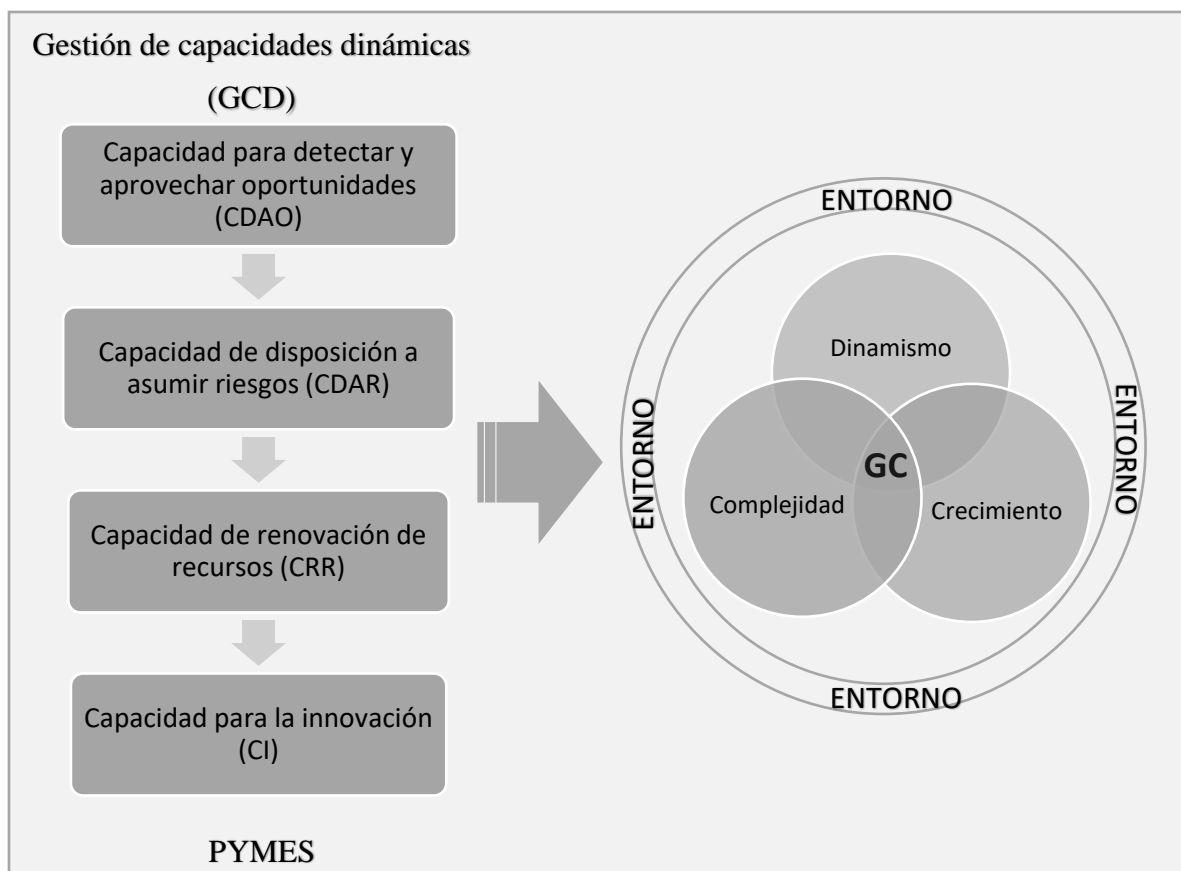 Gestión de capacidades dinámicas
(GCD)
Capacidad para detectar y
aprovechar oportunidades
(CDAO)
Capacidad de disposición a
asumir riesgos (CDAR)
Capacidad de renovación de
recursos (CRR)
Capacidad para la innovación
(CI)
PYMES
ENTORNO
ENTORNO
ENTORNO
ENTORNO
Dinamismo
GC
Complejidad
Crecimiento